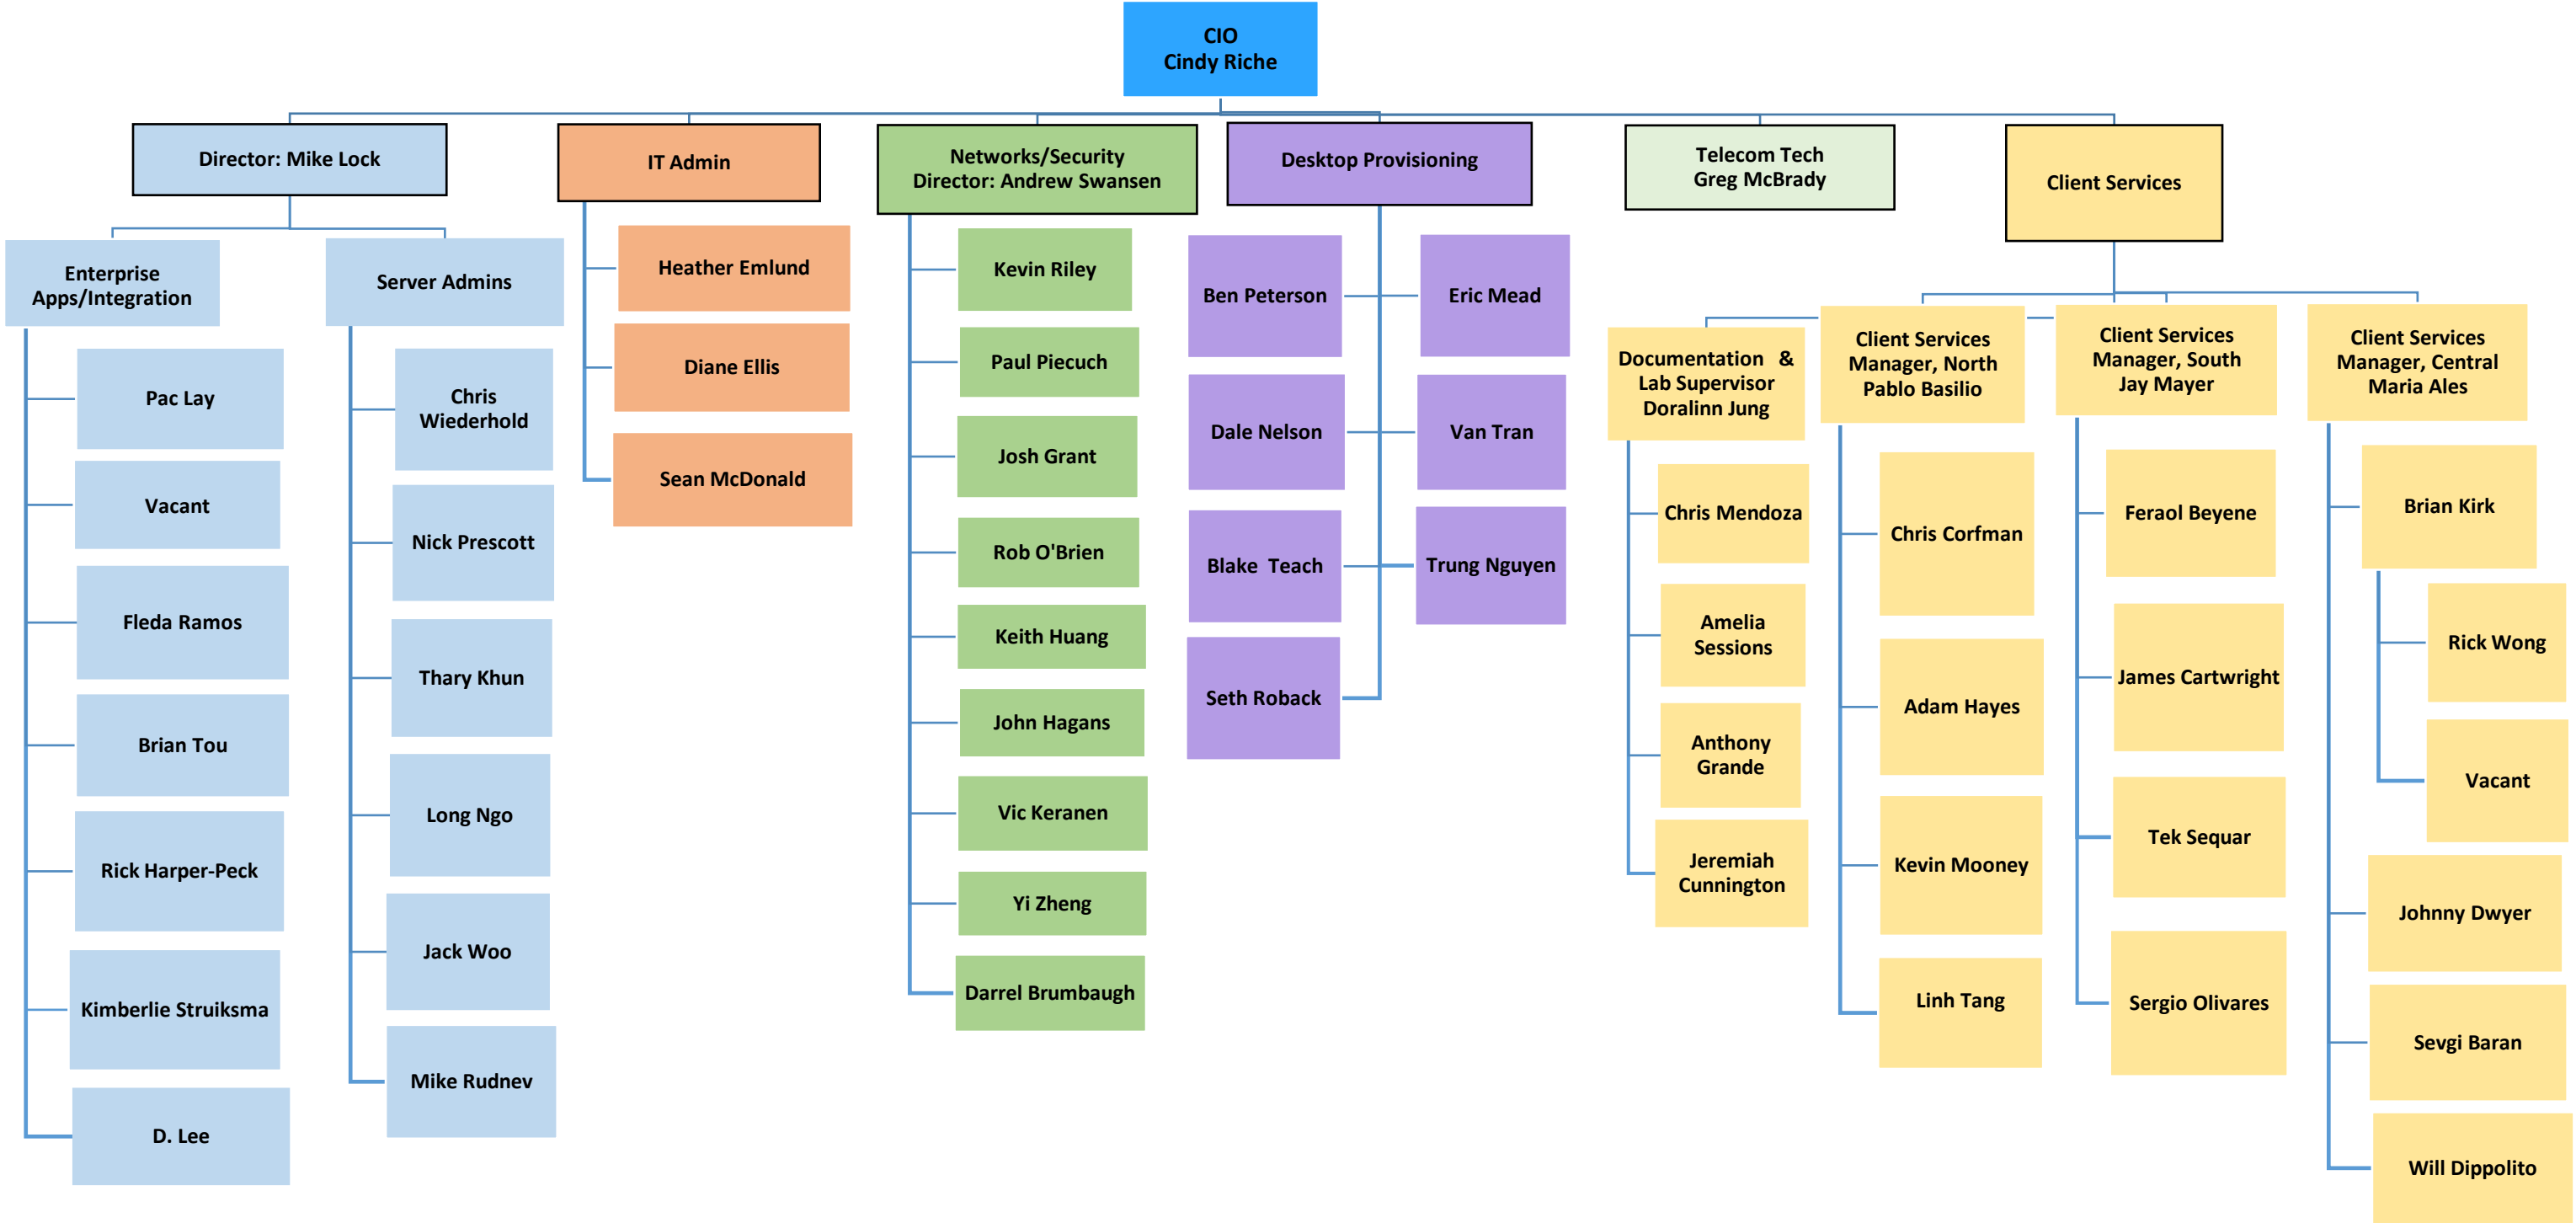 CIO
Cindy Riche
Director: Mike Lock
Enterprise
Apps/Integration
Pac Lay
Vacant
Fleda Ramos
Brian Tou
Rick Harper-Peck
Kimberlie Struiksma
D. Lee
Server Admins
Chris
Wiederhold
Nick Prescott
Thary Khun
Long Ngo
Jack Woo
Mike Rudnev
IT Admin
Heather Emlund
Diane Ellis
Sean McDonald
Networks/Security
Director: Andrew Swansen
Kevin Riley
Paul Piecuch
Josh Grant
Rob O'Brien
Keith Huang
John Hagans
Vic Keranen
Yi Zheng
Darrel Brumbaugh
Desktop Provisioning
Ben Peterson
Eric Mead
Dale Nelson
Van Tran
Blake Teach
Trung Nguyen
Seth Roback
Telecom Tech
Greg McBrady
Client Services
Documentation &
Lab Supervisor
Doralinn Jung
Chris Mendoza
Amelia
Sessions
Anthony
Grande
Jeremiah
Cunnington
Client Services
Manager, North
Pablo Basilio
Chris Corfman
Adam Hayes
Kevin Mooney
Linh Tang
Client Services
Manager, South
Jay Mayer
Feraol Beyene
James Cartwright
Tek Sequar
Sergio Olivares
Client Services
Manager, Central
Maria Ales
Brian Kirk
Rick Wong
Vacant
Johnny Dwyer
Sevgi Baran
Will Dippolito